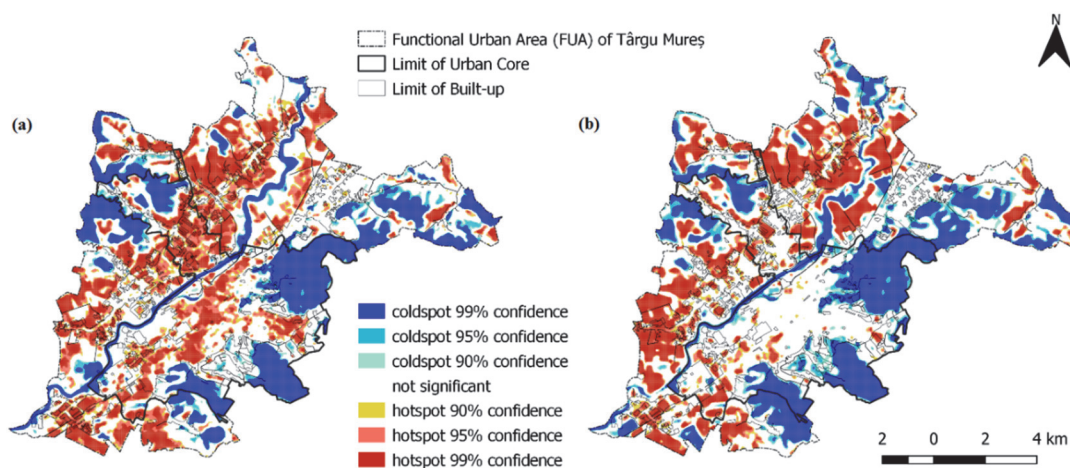 N
Functional Urban Area (FUA) of Târgu Mureș
Limit of Urban Core
Limit of Built-up
(a)
(b)
coldspot 99% confidence
coldspot 95% confidence
coldspot 90% confidence
not significant
hotspot 90% confidence
hotspot 95% confidence
hotspot 99% confidence
2 0 2 4 km